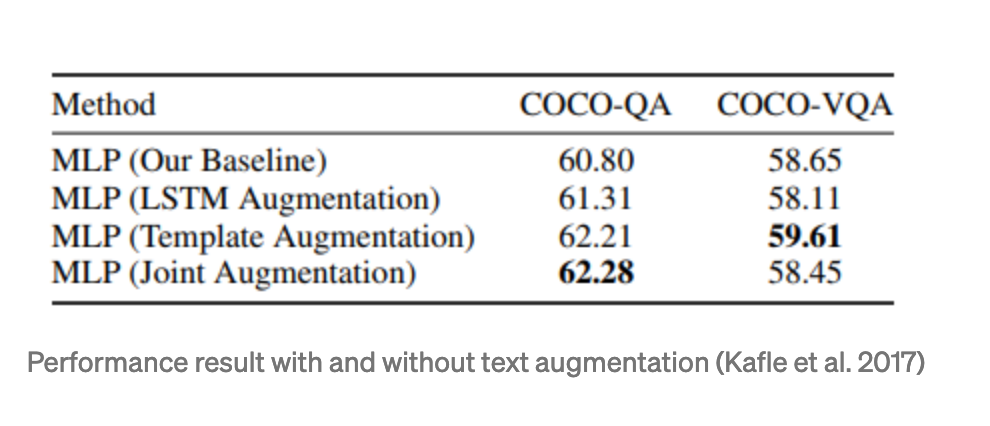 Method COCO-QA COCO-VQA
MLP (Our Baseline) 60.80 58.65
MLP (LSTM Augmentation) 61.31 58.11
MLP (Template Augmentation) 62.21 59.61
MLP (Joint Augmentation) 62.28 58.45
Performance result with and without text augmentation (Kafle et al. 2017)